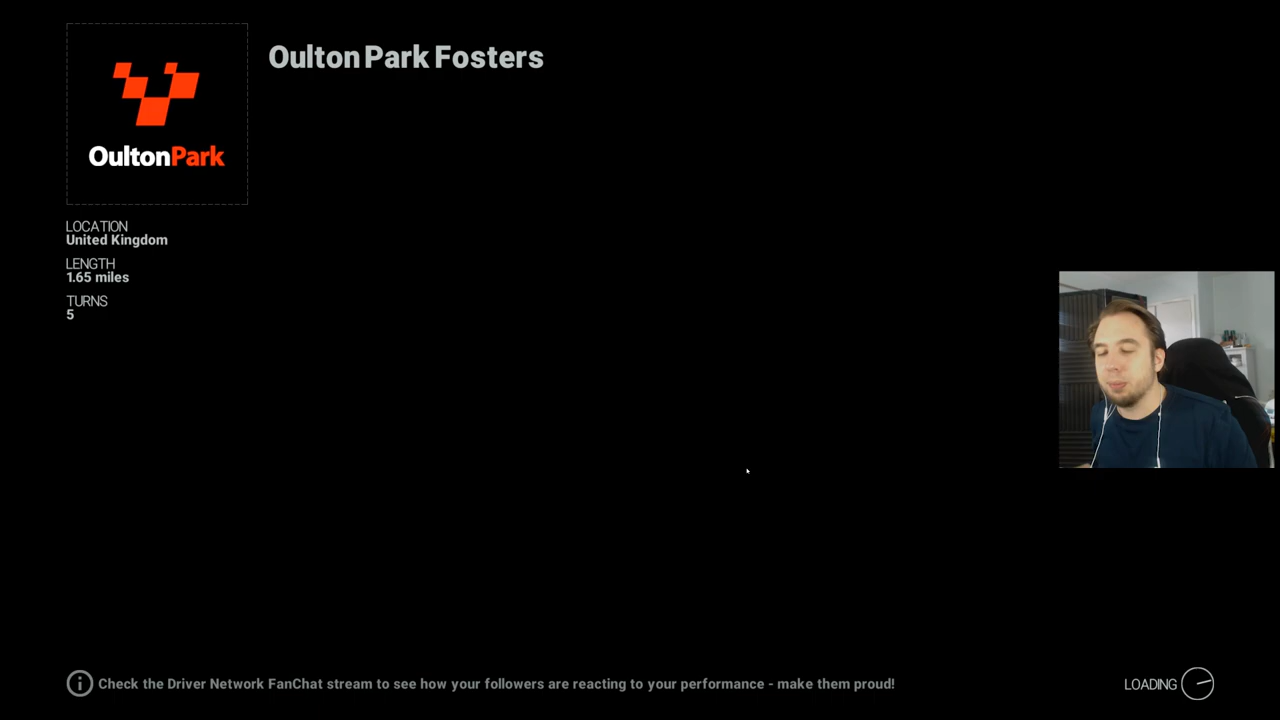 OultonPark
Oulton Park Fosters
LOCATION
United Kingdom
LENGTH
1.65 miles
TURNS
5
Check the Driver Network FanChat stream to see how your followers are reacting to your performance - make them proud!
LOADING